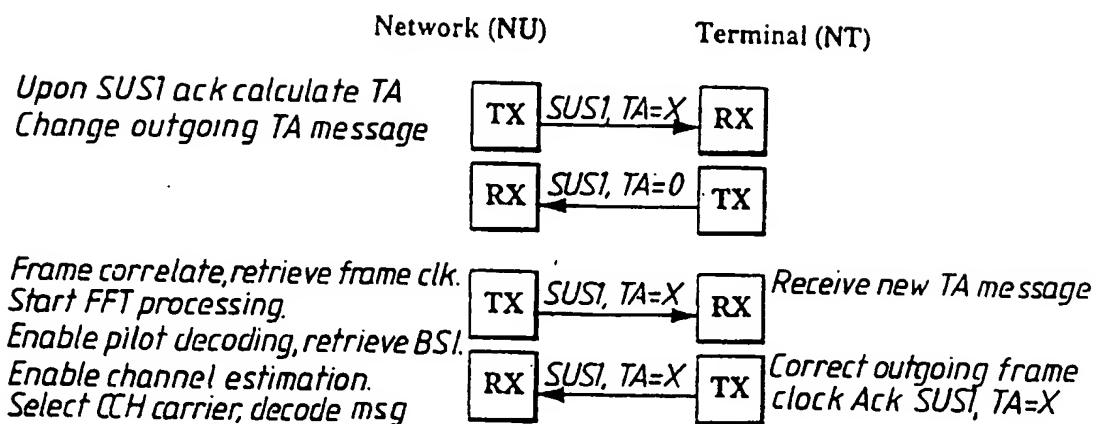 Network (NU) Terminal (NT)
Upon SUS1 ack calculate TA
Change outgoing TA message
TX SUS1, TA=X RX
RX SUS1, TA=0 TX
Frame correlate, retrieve frame clk.
Start FFT processing.
Enable pilot decoding, retrieve BSI.
Enable channel estimation.
Select CCH carrier, decode msg
TX SUS1, TA=X RX
Receive new TA message
RX SUS1, TA=X TX
Correct outgoing frame
clock Ack SUS1, TA=X